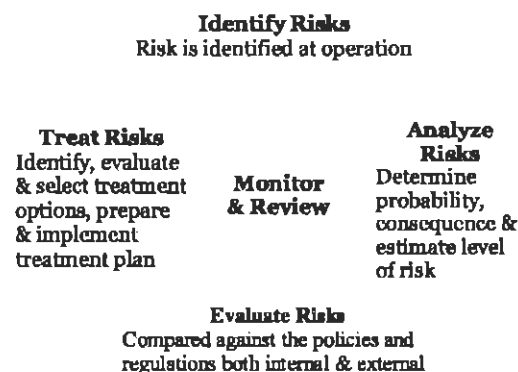 Identify Risks
Risk is identified at operation
Treat Risks
Identify, evaluate
& select treatment
options, prepare
& implement
treatment plan
Monitor
& Review
Analyze
Risks
Determine
probability,
consequence &
estimate level
of risk
Evaluate Risks
Compared against the policies and
regulations both internal & external